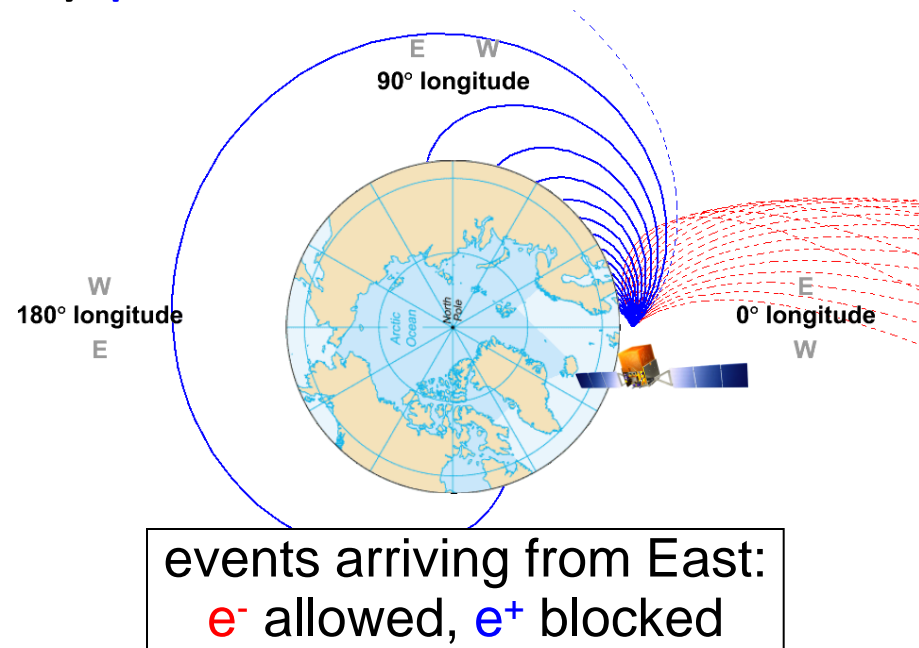 E W
90° longitude
W
180° longitude
E
Arctic
Ocean
North
Pole
E
0° longitude
W
events arriving from East:
e⁻ allowed, e⁺ blocked